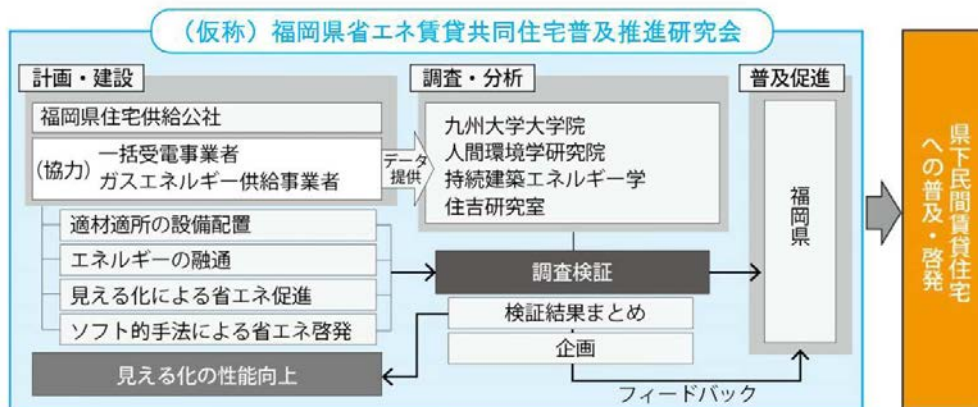 （仮称）福岡県省エネ賃貸共同住宅普及推進研究会
計画・建設
福岡県住宅供給公社
(協力)
一括受電事業者
ガスエネルギー供給事業者
データ
提供
適材適所の設備配置
エネルギーの融通
見える化による省エネ促進
ソフト的手法による省エネ啓発
見える化の性能向上
調査・分析
九州大学大学院
人間環境学研究院
持続建築エネルギー学
住吉研究室
調査検証
検証結果まとめ
企画
フィードバック
普及促進
福岡県
県下民間賃貸住宅
への普及・啓発